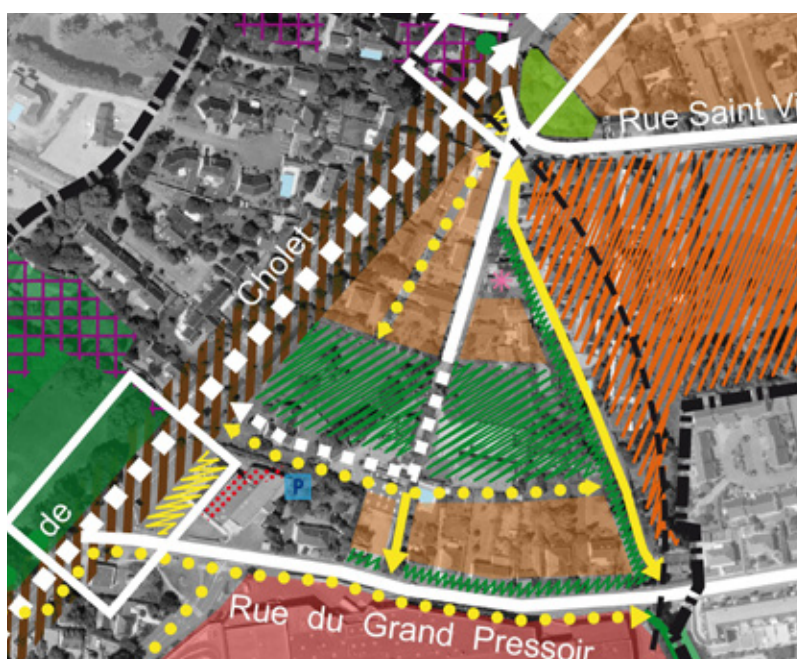 Rue Saint Vi
Cholet
de
P
Rue du Grand Pressoir